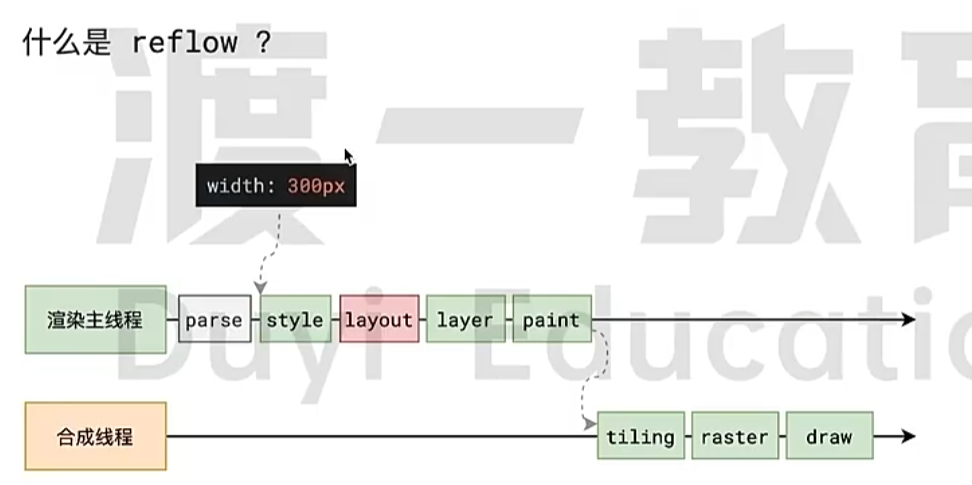 什么是 reflow ?
渡一教育
width: 300px
渲染主线程 parse style layout layer paint
Duyi Educatio
合成线程 tiling raster draw